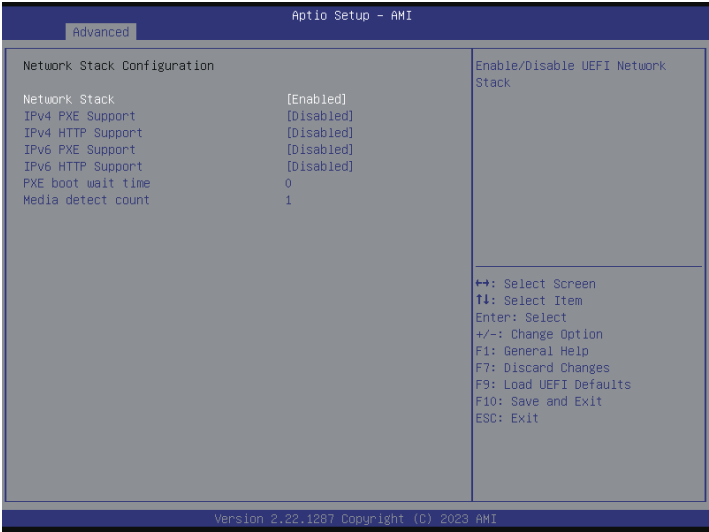 Aptio Setup – AMI
Advanced
Network Stack Configuration
Network Stack [Enabled]
IPv4 PXE Support [Disabled]
IPv4 HTTP Support [Disabled]
IPv6 PXE Support [Disabled]
IPv6 HTTP Support [Disabled]
PXE boot wait time 0
Media detect count 1
Enable/Disable UEFI Network
Stack
↔: Select Screen
↑↓: Select Item
Enter: Select
+/-: Change Option
F1: General Help
F7: Discard Changes
F9: Load UEFI Defaults
F10: Save and Exit
ESC: Exit
Version 2.22.1287 Copyright (C) 2023 AMI